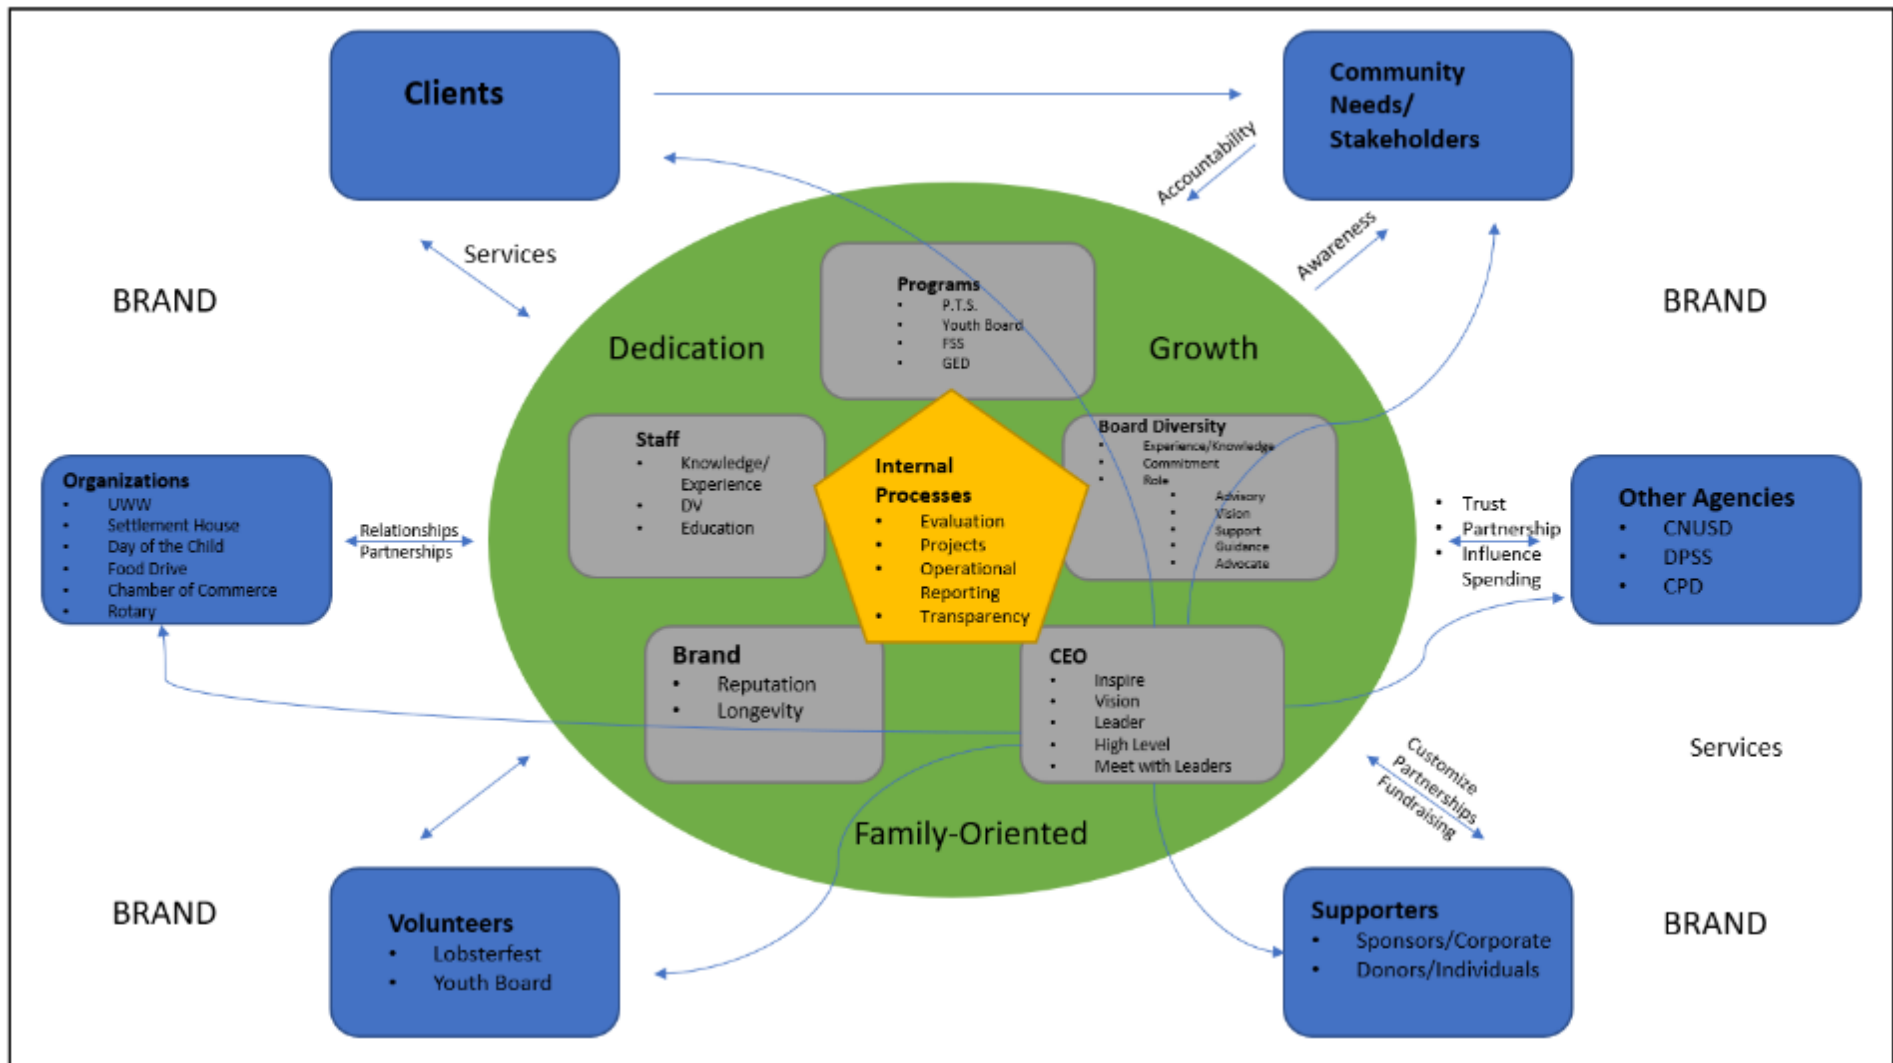 Clients
Community
Needs/
Stakeholders
Accountability
Awareness
Services
BRAND
BRAND
Programs
• P.T.S.
• Youth Board
• FSS
• GED
Dedication
Growth
Staff
• Knowledge/
Experience
• DV
• Education
Internal
Processes
• Evaluation
• Projects
• Operational
Reporting
• Transparency
Board Diversity
• Experience/Knowledge
• Commitment
• Role
• Advisory
• Vision
• Support
• Guidance
• Advocate
Organizations
• UWW
• Settlement House
• Day of the Child
• Food Drive
• Chamber of Commerce
• Rotary
Relationships
Partnerships
• Trust
• Partnership
• Influence
Spending
Other Agencies
• CNUSD
• DPSS
• CPD
Brand
• Reputation
• Longevity
CEO
• Inspire
• Vision
• Leader
• High Level
• Meet with Leaders
Services
Customize
Partnerships
Fundraising
Family-Oriented
BRAND
Volunteers
• Lobsterfest
• Youth Board
Supporters
• Sponsors/Corporate
• Donors/Individuals
BRAND